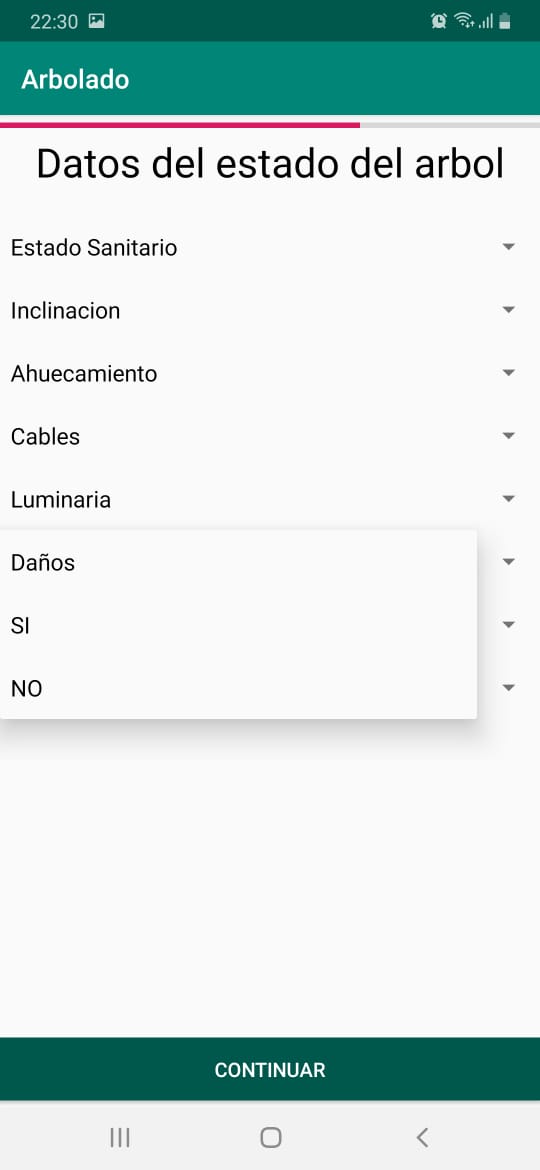 22:30
Arbolado
Datos del estado del arbol
Estado Sanitario
Inclinacion
Ahuecamiento
Cables
Luminaria
Daños
SI
NO
CONTINUAR